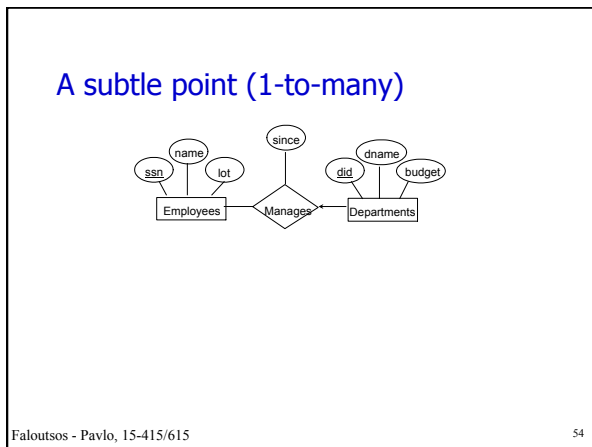 A subtle point (1-to-many)
since
name
dname
ssn
lot
did
budget
Employees
Manages
Departments
Faloutsos - Pavlo, 15-415/615
54